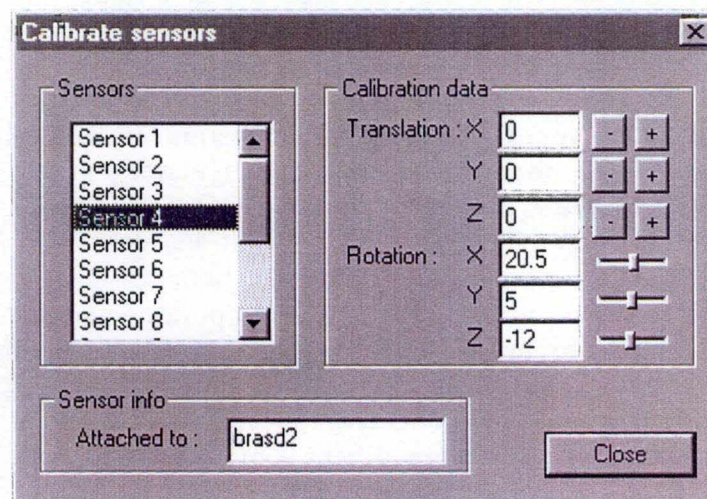 Calibrate sensors
Sensors
Sensor 1
Sensor 2
Sensor 3
Sensor 4
Sensor 5
Sensor 6
Sensor 7
Sensor 8
Calibration data
Translation : X 0 - +
Y 0 - +
Z 0 - +
Rotation : X 20.5
Y 5
Z -12
Sensor info
Attached to : brasd2
Close